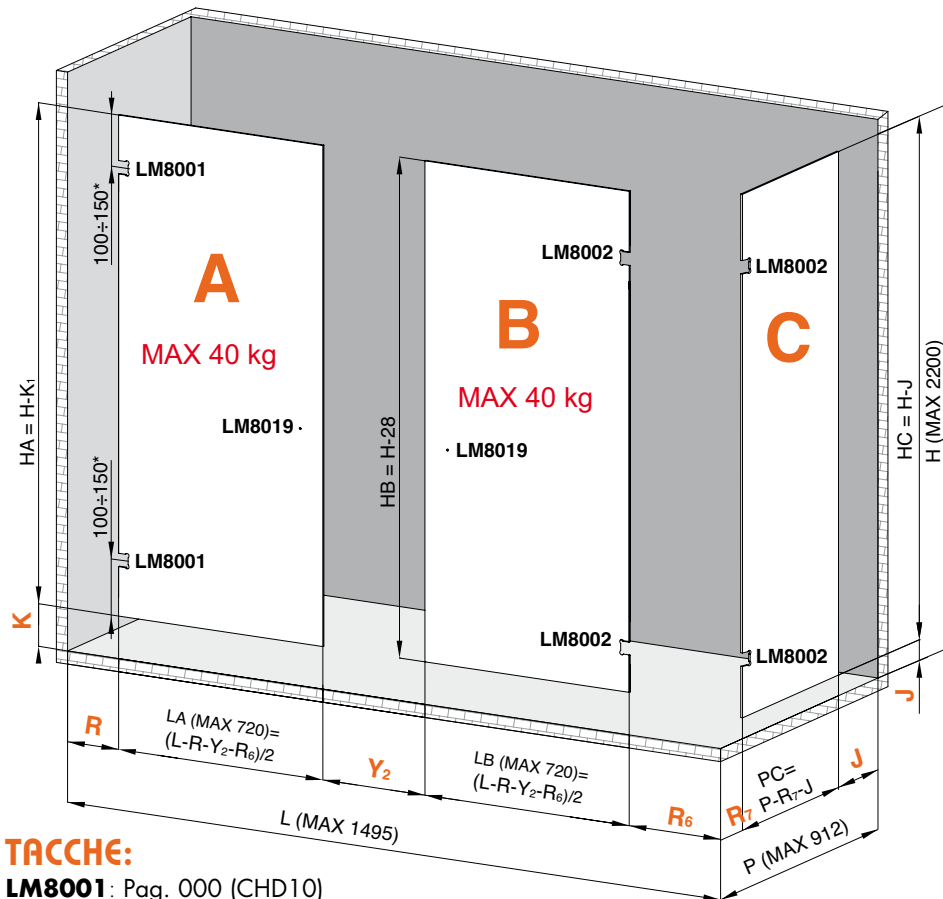 LM8001
LM8002
LM8002
A
B
C
MAX 40 kg
MAX 40 kg
100÷150*
HA = H-K₁
LM8019
LM8019
HB = H-28
HC = H-J
H (MAX 2200)
100÷150*
LM8001
LM8002
LM8002
K
J
R
LA (MAX 720)=
(L-R-Y₂-R₆)/2
Y₂
LB (MAX 720)=
(L-R-Y₂-R₆)/2
R₆
R₇
PC=
P-R₇-J
J
L (MAX 1495)
P (MAX 912)
TACCHE:
LM8001: Pag. 000 (CHD10)